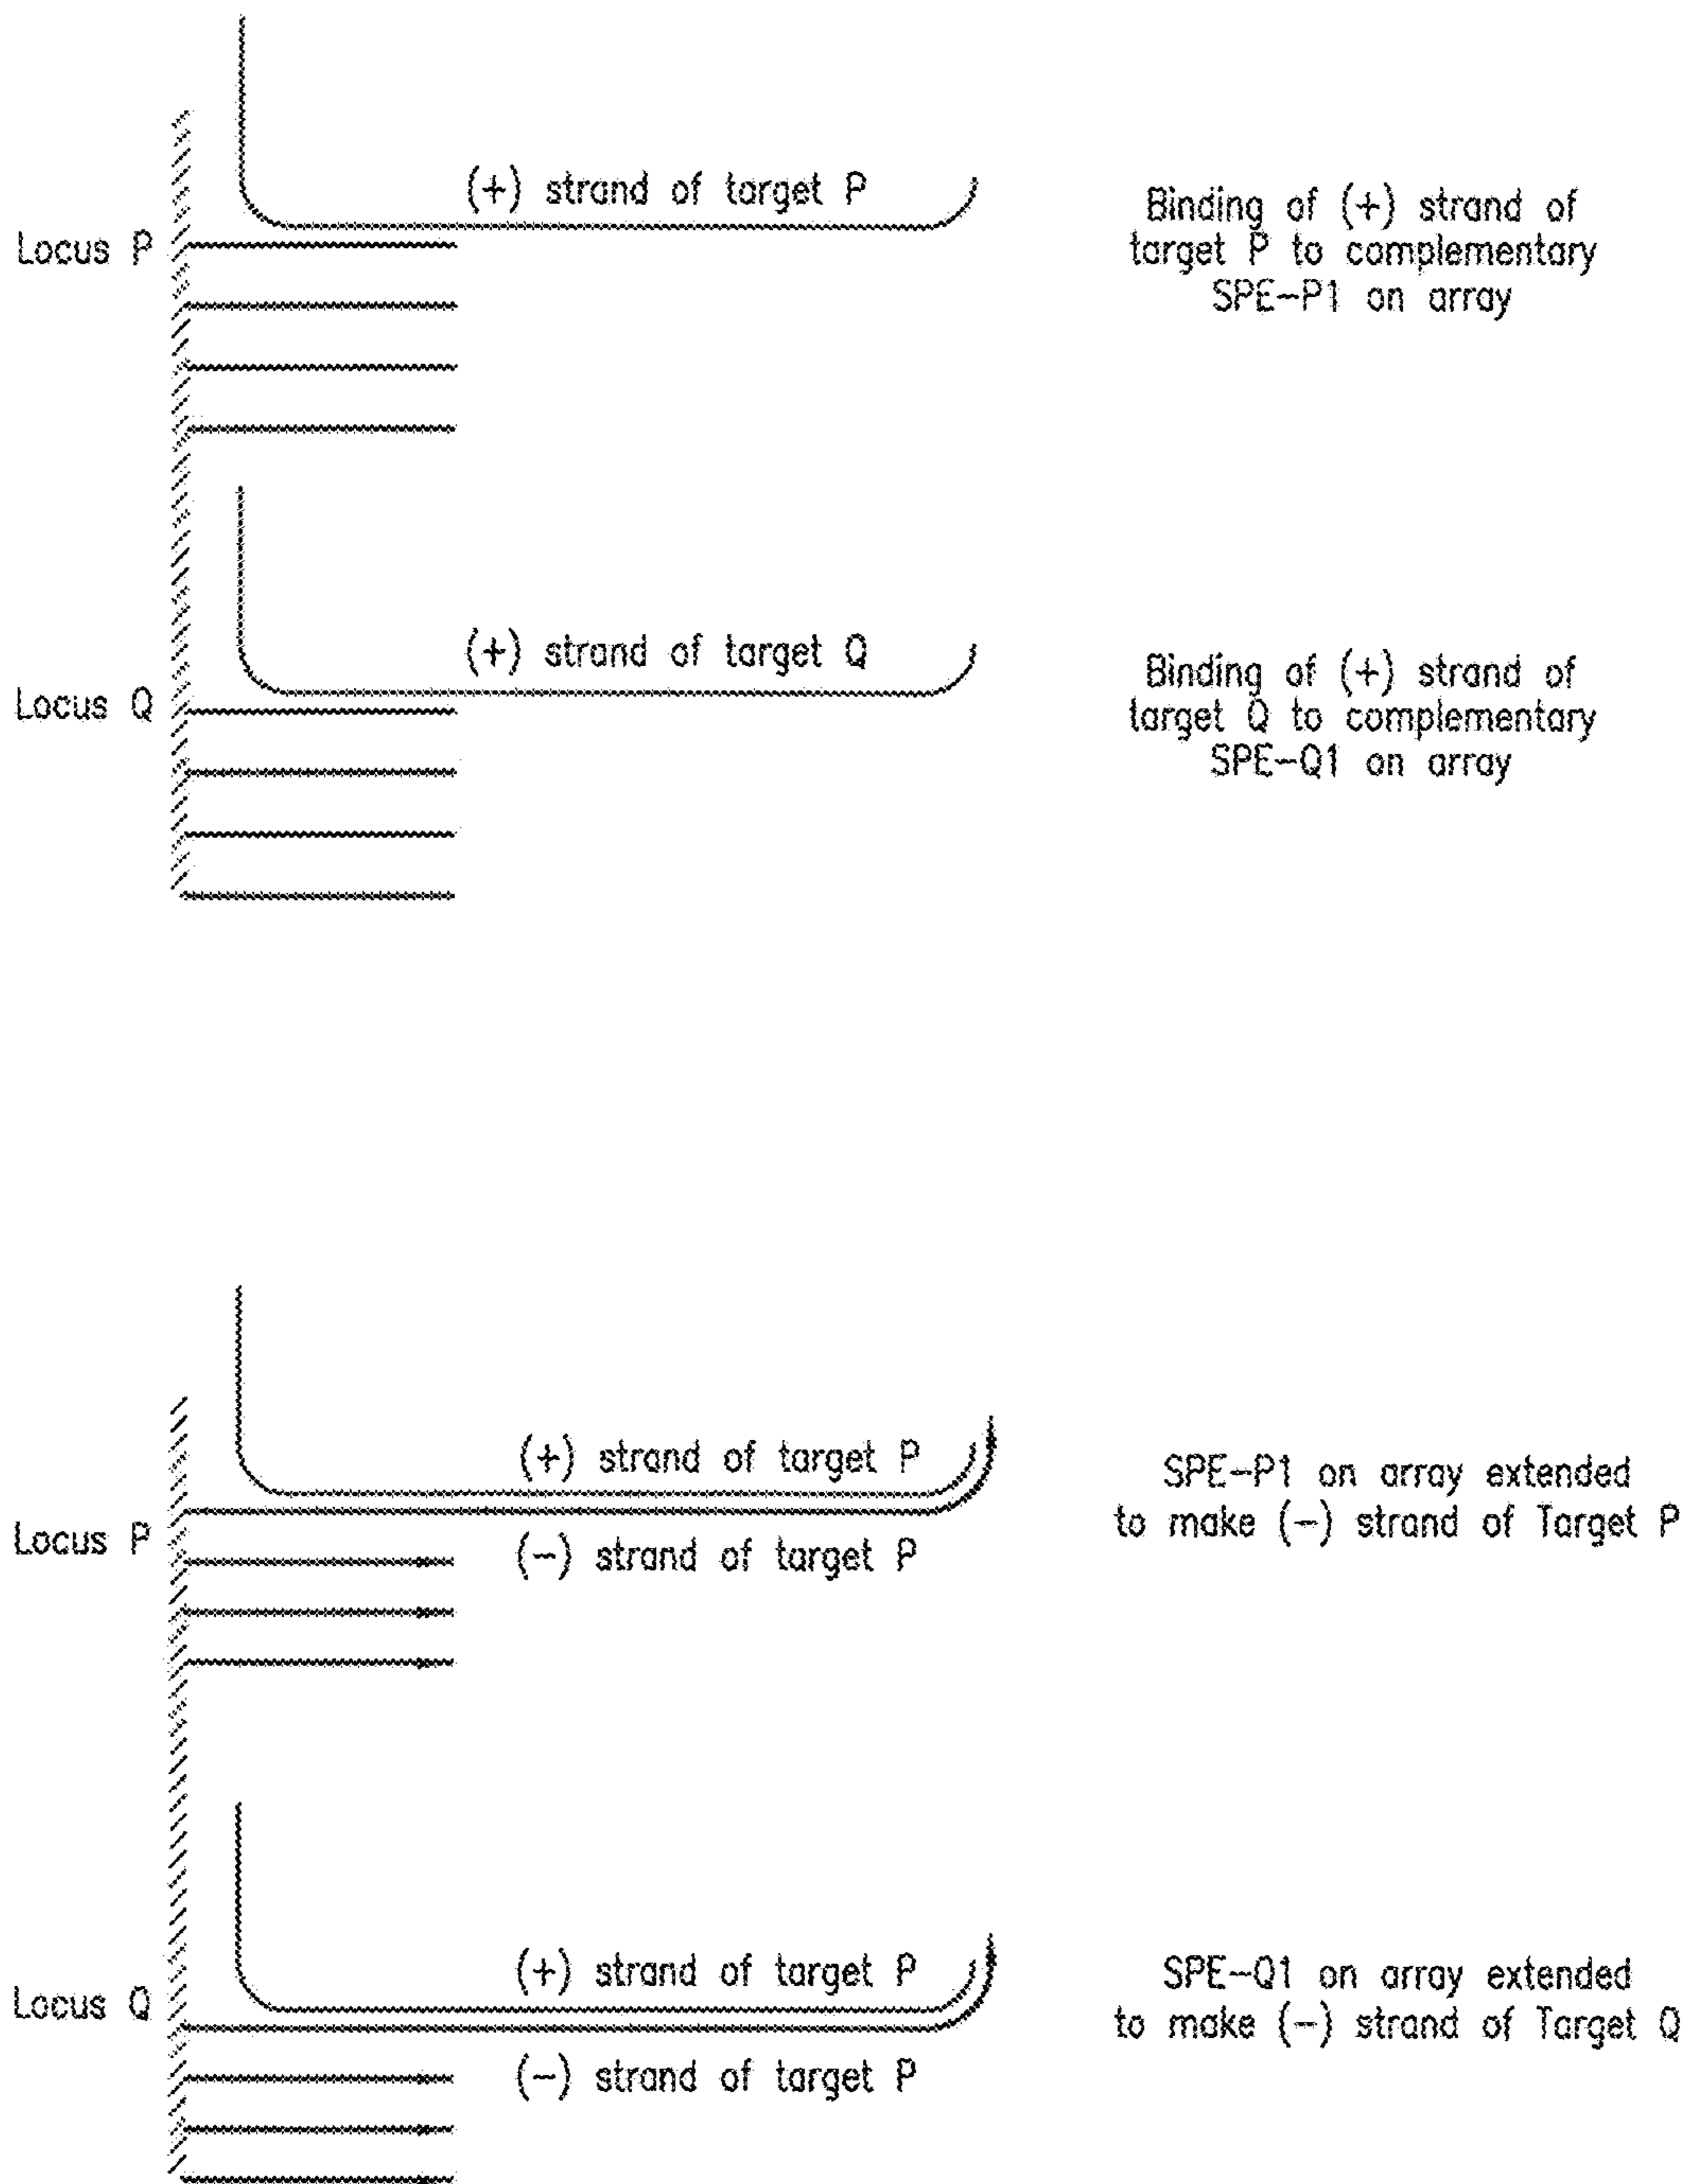 (+) strand of target P
Locus P
Binding of (+) strand of
target P to complementary
SPE-P1 on array
(+) strand of target Q
Locus Q
Binding of (+) strand of
target Q to complementary
SPE-Q1 on array
(+) strand of target P
Locus P
(-) strand of target P
SPE-P1 on array extended
to make (-) strand of Target P
(+) strand of target P
Locus Q
(-) strand of target P
SPE-Q1 on array extended
to make (-) strand of Target Q